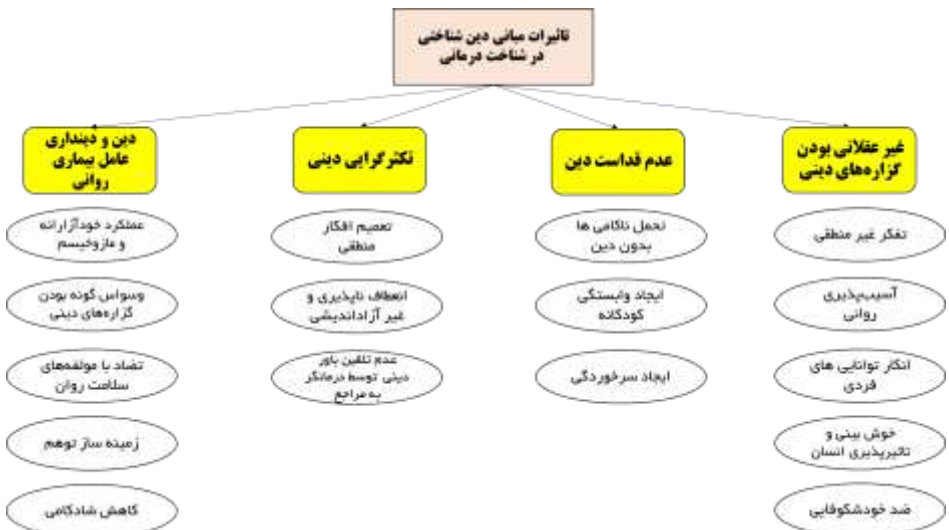 تاثیرات مبانی دین شناختی
در شناخت درمانی
غیر عقلانی بودن
گزاره‌های دینی
عدم قداست دین
تکثرگرایی دینی
دین و دینداری
عامل بیماری
روانی
تفکر غیر منطقی
آسیب‌پذیری
روانی
انکار توانایی های
فردی
خوش بینی و
تاثیرپذیری انسان
ضد خودشکوفایی
تحمل ناکامی ها
بدون دین
ایجاد وابستگی
کودکانه
ایجاد سرخوردگی
تعمیم افکار
منطقی
انعطاف ناپذیری و
غیر آزاداندیشی
عدم تلقین باور
دینی توسط درمانگر
به مراجع
عملکرد خودآزارانه
و مازوخیسم
وسواس گونه بودن
گزاره‌های دینی
تضاد با مولفه‌های
سلامت روان
زمینه ساز توهم
کاهش شادکامی